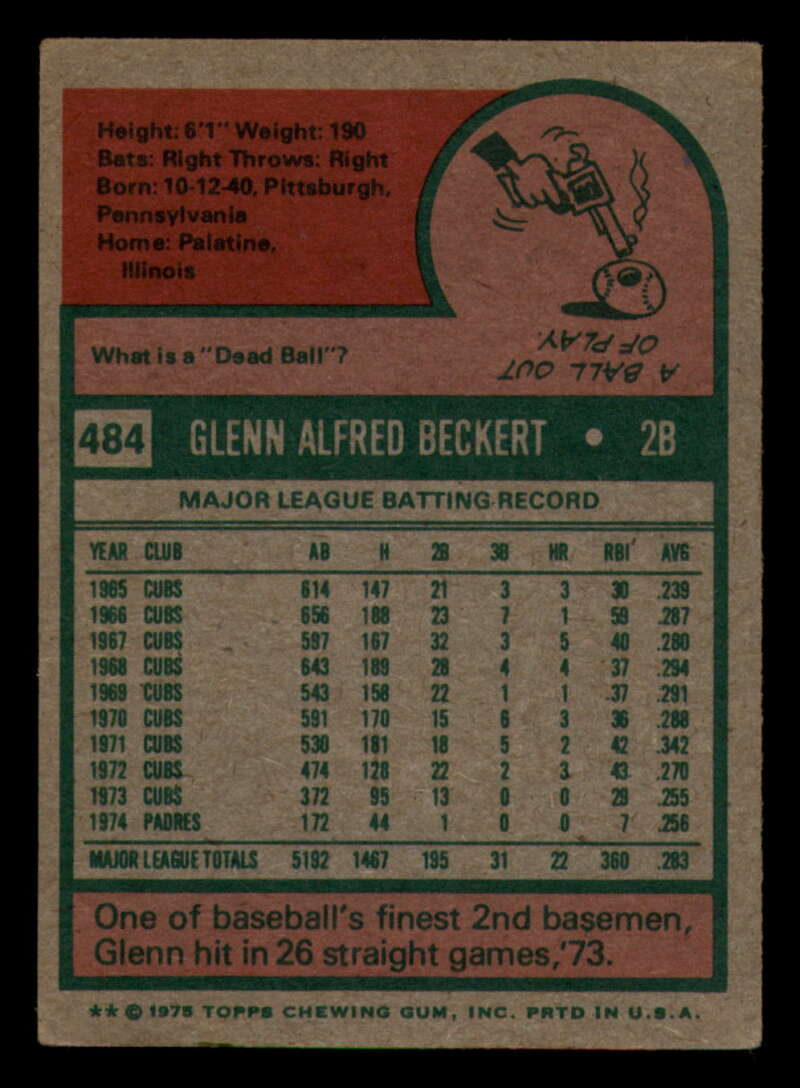 Height: 6'1" Weight: 190
Bats: Right Throws: Right
Born: 10-12-40, Pittsburgh,
Pennsylvania
Home: Palatine,
Illinois
What is a "Dead Ball"?
A BALL OUT
OF PLAY.
484 GLENN ALFRED BECKERT • 2B
MAJOR LEAGUE BATTING RECORD
YEAR CLUB AB H 2B 3B HR RBI AVG
1965 CUBS 614 147 21 3 3 30 .239
1966 CUBS 656 188 23 7 1 59 .287
1967 CUBS 597 167 32 3 5 40 .280
1968 CUBS 643 189 28 4 4 37 .294
1969 CUBS 543 158 22 1 1 37 .291
1970 CUBS 591 170 15 6 3 36 .288
1971 CUBS 530 181 18 5 2 42 .342
1972 CUBS 474 128 22 2 3 43 .270
1973 CUBS 372 95 13 0 0 29 .255
1974 PADRES 172 44 1 0 0 7 .256
MAJOR LEAGUE TOTALS 5192 1467 195 31 22 360 .283
One of baseball's finest 2nd basemen,
Glenn hit in 26 straight games,'73.
** © 1975 TOPPS CHEWING GUM, INC. PRTD IN U.S.A.